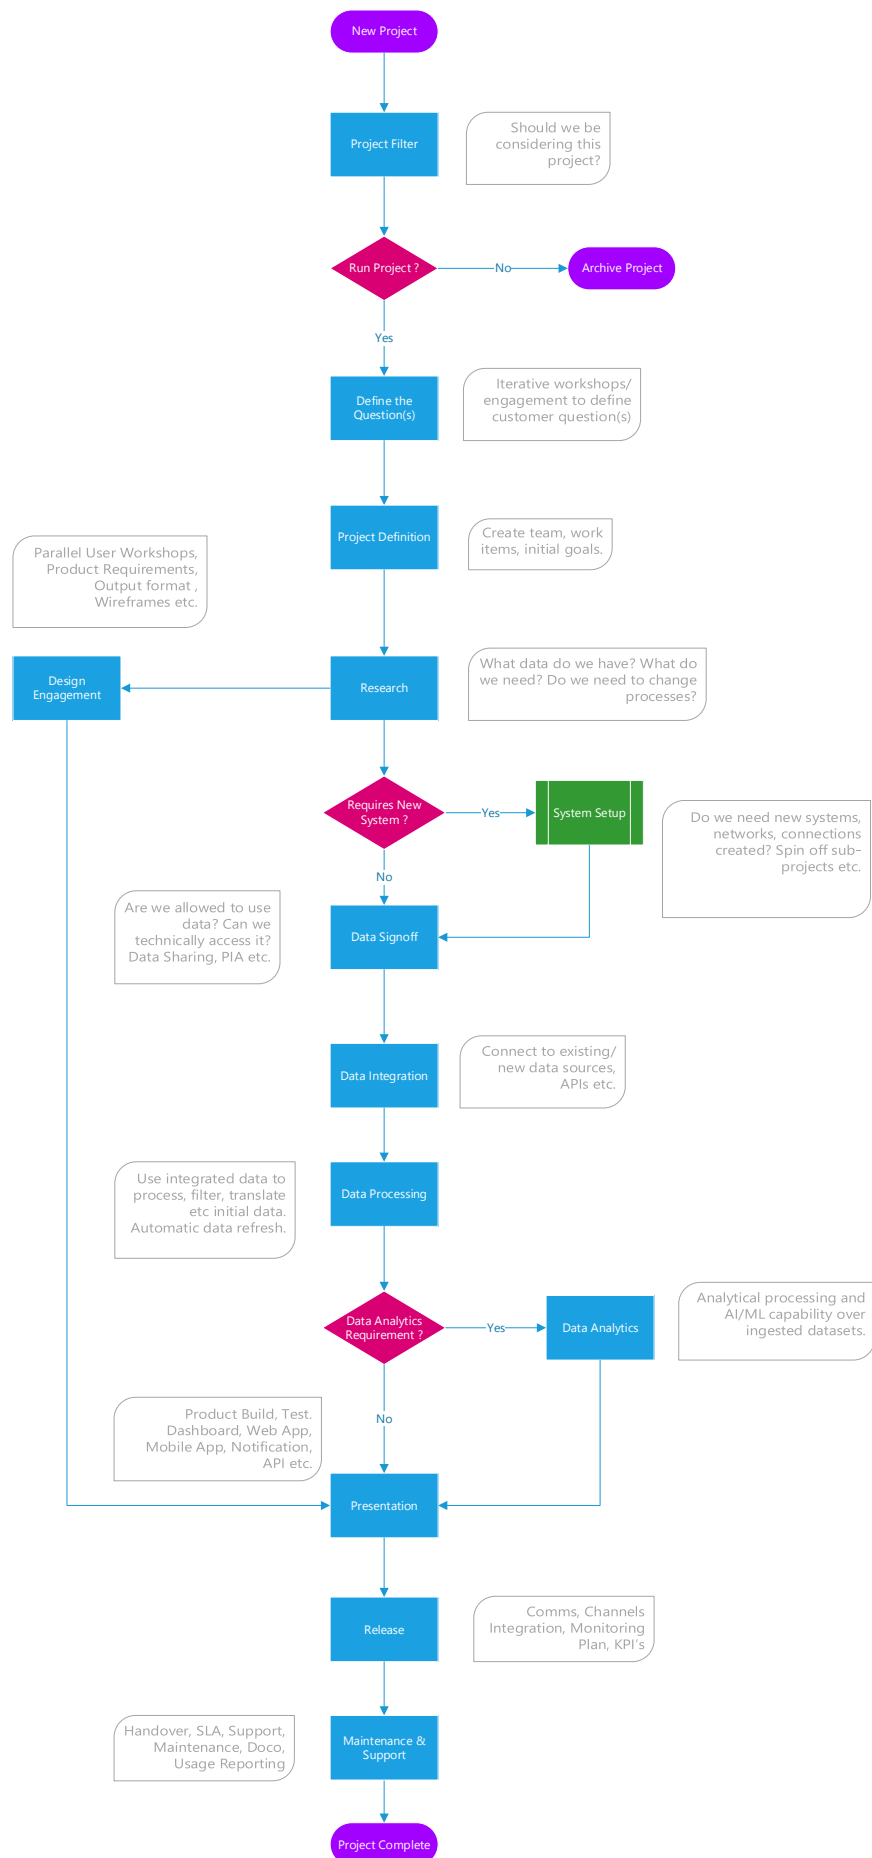 New Project
Project Filter
Should we be
considering this
project?
Run Project ?
No
Archive Project
Yes
Define the
Question(s)
Iterative workshops/
engagement to define
customer question(s)
Project Definition
Create team, work
items, initial goals.
Parallel User Workshops,
Product Requirements,
Output format ,
Wireframes etc.
Design
Engagement
Research
What data do we have? What do
we need? Do we need to change
processes?
Requires New
System ?
Yes
System Setup
Do we need new systems,
networks, connections
created? Spin off sub-
projects etc.
No
Are we allowed to use
data? Can we
technically access it?
Data Sharing, PIA etc.
Data Signoff
Data Integration
Connect to existing/
new data sources,
APIs etc.
Use integrated data to
process, filter, translate
etc initial data.
Automatic data refresh.
Data Processing
Data Analytics
Requirement ?
Yes
Data Analytics
Analytical processing and
AI/ML capability over
ingested datasets.
No
Product Build, Test.
Dashboard, Web App,
Mobile App, Notification,
API etc.
Presentation
Release
Comms, Channels
Integration, Monitoring
Plan, KPI's
Handover, SLA, Support,
Maintenance, Doco,
Usage Reporting
Maintenance &
Support
Project Complete